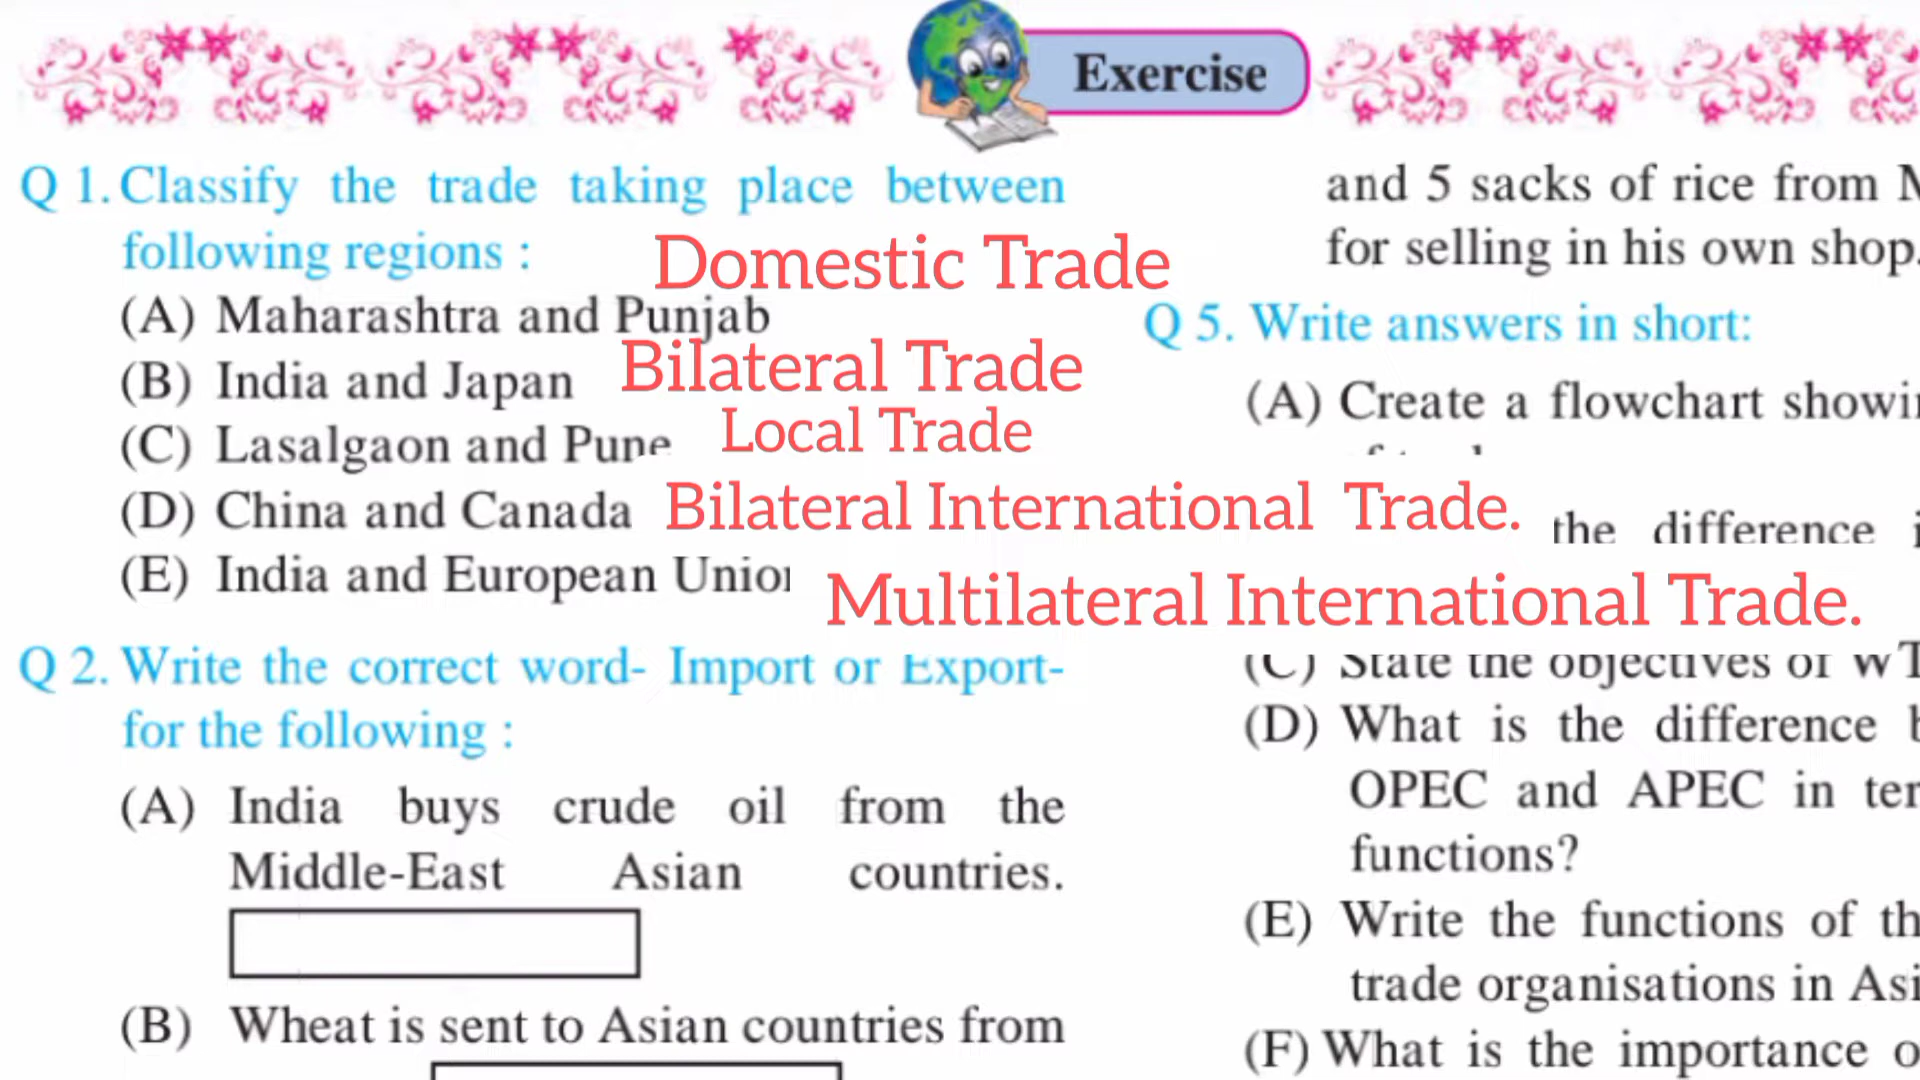 Exercise
Q 1. Classify the trade taking place between
following regions :
Domestic Trade
(A) Maharashtra and Punjab
Bilateral Trade
(B) India and Japan
Local Trade
(C) Lasalgaon and Pune
(D) China and Canada
Bilateral International Trade.
(E) India and European Union
Multilateral International Trade.
Q 2. Write the correct word- Import or Export-
for the following :
(A) India buys crude oil from the
Middle-East Asian countries.
(B) Wheat is sent to Asian countries from
and 5 sacks of rice from
for selling in his own shop.
Q 5. Write answers in short:
(A) Create a flowchart
the difference
(C) State the objectives of
(D) What is the difference
OPEC and APEC in
functions?
(E) Write the functions of
trade organisations in
(F) What is the importance